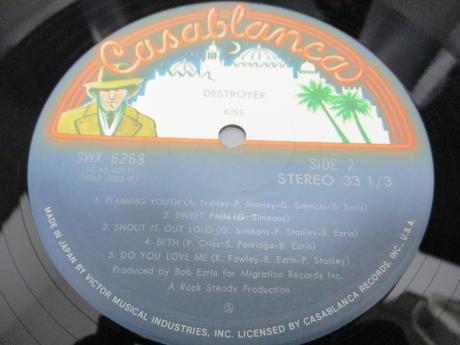 Casablanca
DESTROYER
KISS
SWX-6268
SIDE 2
STEREO 33 1/3
1. FLAMING YOUTH (A. Frehley-P. Stanley-G. Simmons-B. Ezrin)
2. SWEET PAIN (G. Simmons)
3. SHOUT IT OUT LOUD (G. Simmons-P. Stanley-B. Ezrin)
4. BETH (P. Criss-S. Penridge-B. Ezrin)
5. DO YOU LOVE ME (K. Fowley-B. Ezrin-P. Stanley)
Produced by Bob Ezrin for Migration Records Inc.
A Rock Steady Production
S
MADE IN JAPAN BY VICTOR MUSICAL INDUSTRIES, INC. LICENSED BY CASABLANCA RECORDS, INC., U.S.A.